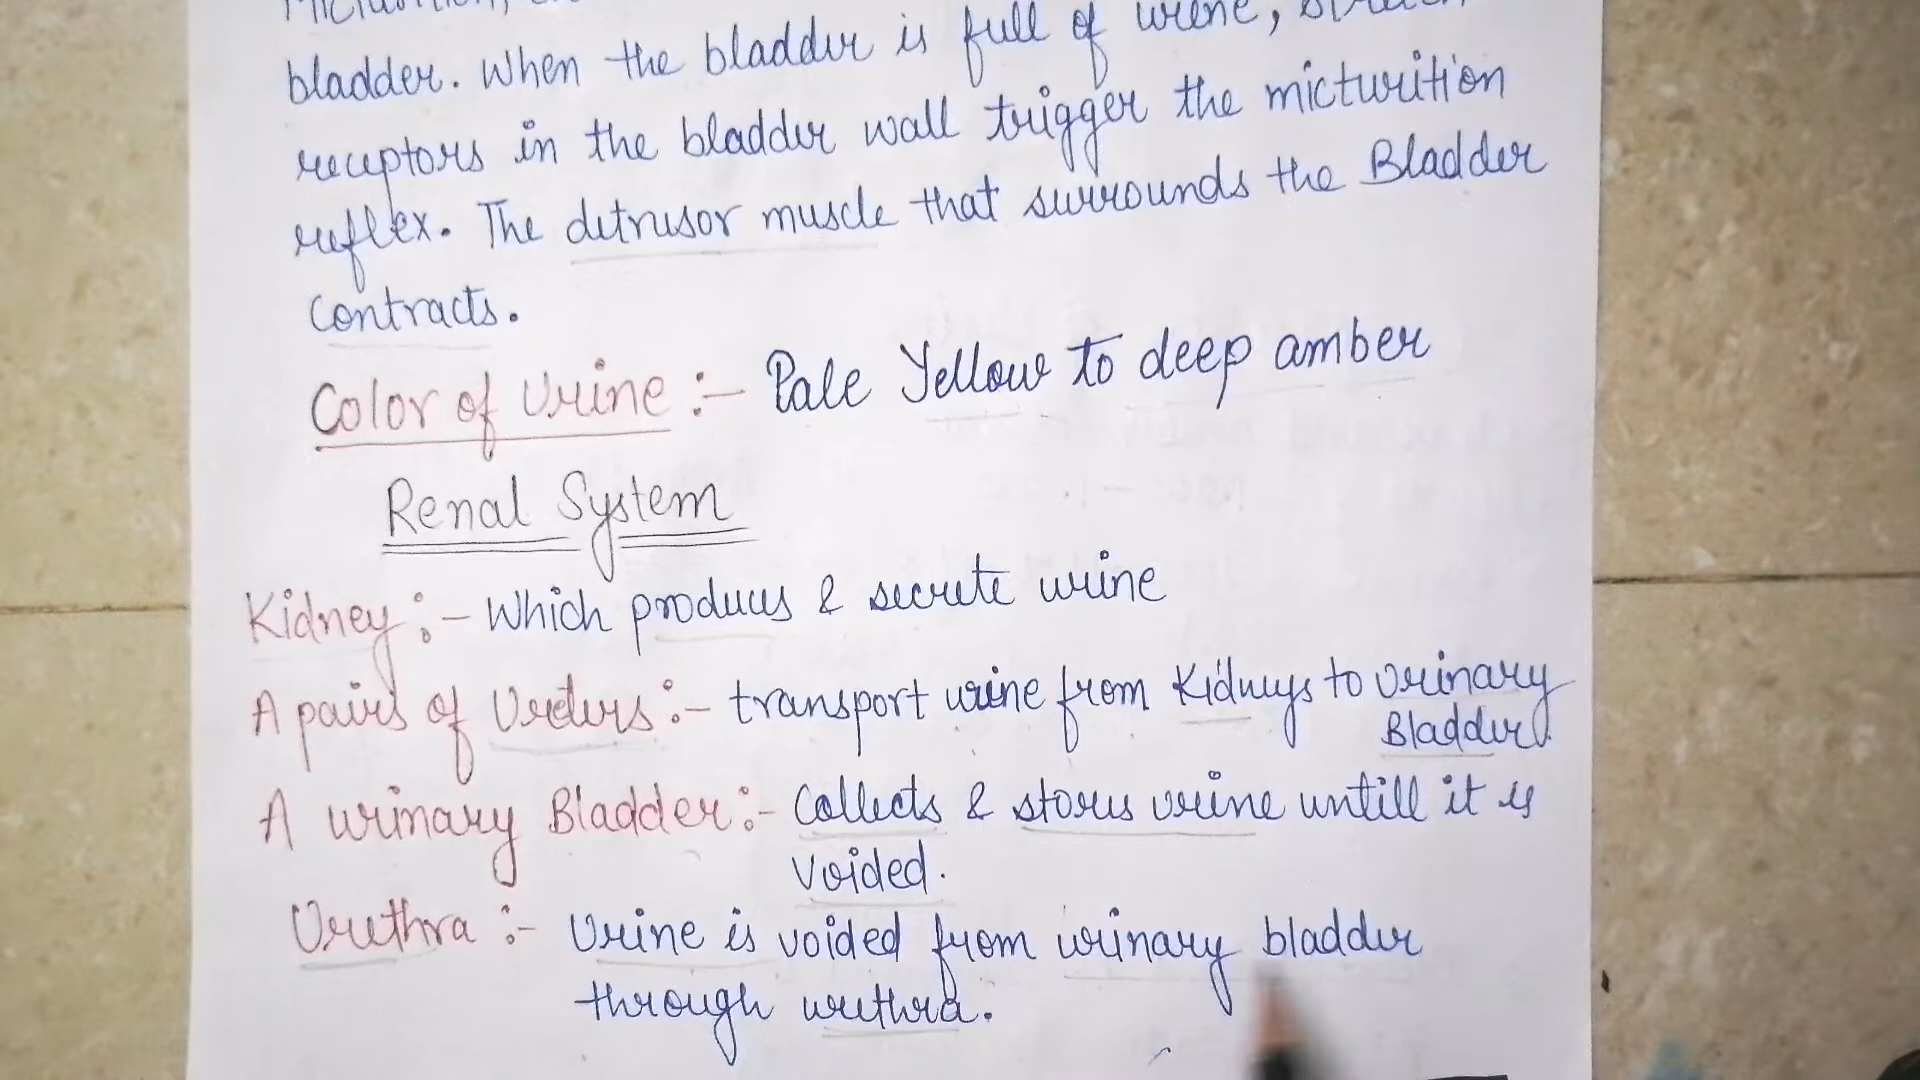 bladder. When the bladder is full of urine,
receptors in the bladder wall trigger the micturition
reflex. The detrusor muscle that surrounds the Bladder
contracts.
Color of Urine :- Pale Yellow to deep amber
Renal System
Kidney :- Which produces & secrete urine
A pairs of Ureters :- transport urine from Kidneys to Urinary
Bladder.
A urinary Bladder :- Collects & stores urine untill it is
Voided.
Urethra :- Urine is voided from urinary bladder
through urethra.